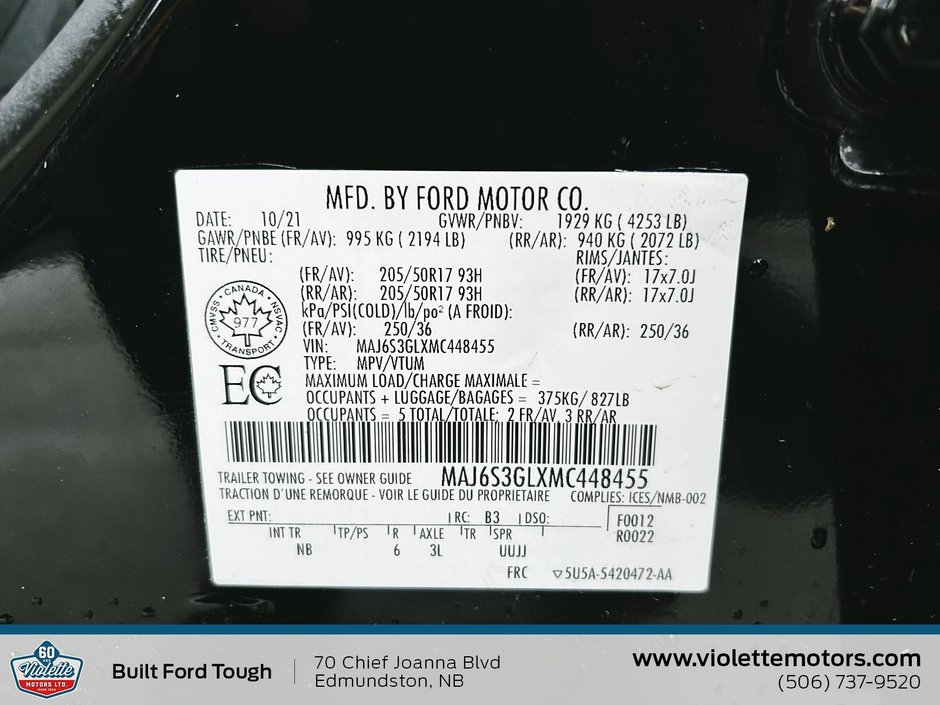 MFD. BY FORD MOTOR CO.
DATE: 10/21 GVWR/PNBV: 1929 KG ( 4253 LB)
GAWR/PNBE (FR/AV): 995 KG ( 2194 LB) (RR/AR): 940 KG ( 2072 LB)
TIRE/PNEU: RIMS/JANTES:
(FR/AV): 205/50R17 93H (FR/AV): 17x7.0J
(RR/AR): 205/50R17 93H (RR/AR): 17x7.0J
kPa/PSI(COLD)/lb/po² (A FROID):
(FR/AV): 250/36 (RR/AR): 250/36
VIN: MAJ6S3GLXMC448455
TYPE: MPV/VTUM
CMVSS · CANADA · NSVAC · TRANSPORT
977
EC
MAXIMUM LOAD/CHARGE MAXIMALE =
OCCUPANTS + LUGGAGE/BAGAGES = 375KG/ 827LB
OCCUPANTS = 5 TOTAL/TOTALE; 2 FR/AV, 3 RR/AR
TRAILER TOWING - SEE OWNER GUIDE MAJ6S3GLXMC448455
TRACTION D'UNE REMORQUE - VOIR LE GUIDE DU PROPRIETAIRE COMPLIES: ICES/NMB-002
EXT PNT: RC: B3 DSO: F0012
INT TR TP/PS R AXLE TR SPR R0022
NB 6 3L UUJJ
FRC ▽5U5A-5420472-AA
60
Violette
MOTORS LTD.
Built Ford Tough
70 Chief Joanna Blvd
Edmundston, NB
www.violettemotors.com
(506) 737-9520